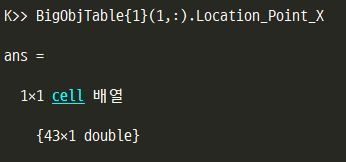 K>> BigObjTable{1}(1,:).Location_Point_X
ans =
1×1 cell 배열
{43×1 double}